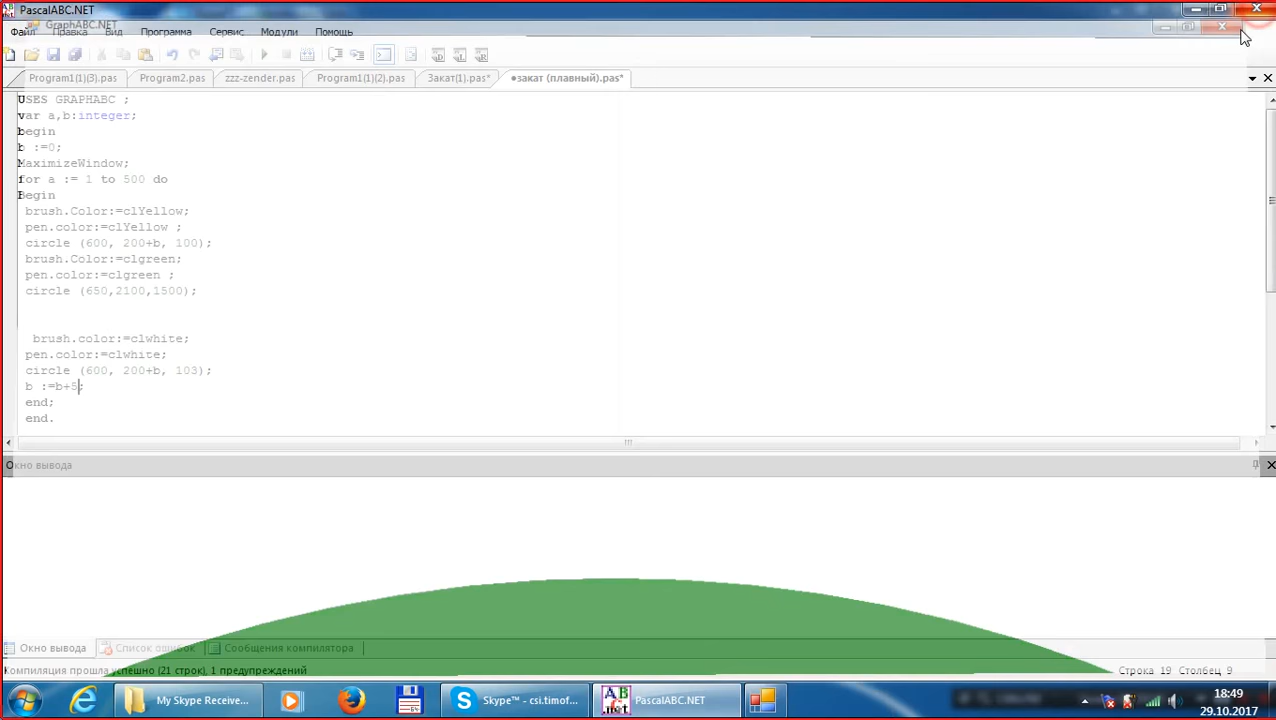 PascalABC.NET
GraphABC.NET
Файл Правка Вид Программа Сервис Модули Помощь
Program1(1)(3).pas Program2.pas zzz-zender.pas Program1(1)(2).pas Закат(1).pas* •закат (плавный).pas*
USES GRAPHABC ;
var a,b:integer;
begin
b :=0;
MaximizeWindow;
for a := 1 to 500 do
Begin
brush.Color:=clYellow;
pen.color:=clYellow ;
circle (600, 200+b, 100);
brush.Color:=clgreen;
pen.color:=clgreen ;
circle (650,2100,1500);
brush.color:=clwhite;
pen.color:=clwhite;
circle (600, 200+b, 103);
b :=b+5;
end;
end.
Окно вывода
Окно вывода Список ошибок Сообщения компилятора
Компиляция прошла успешно (21 строк), 1 предупреждений Строка 19 Столбец 9
My Skype Receive... Skype™ - csi.timof... PascalABC.NET
18:49
29.10.2017